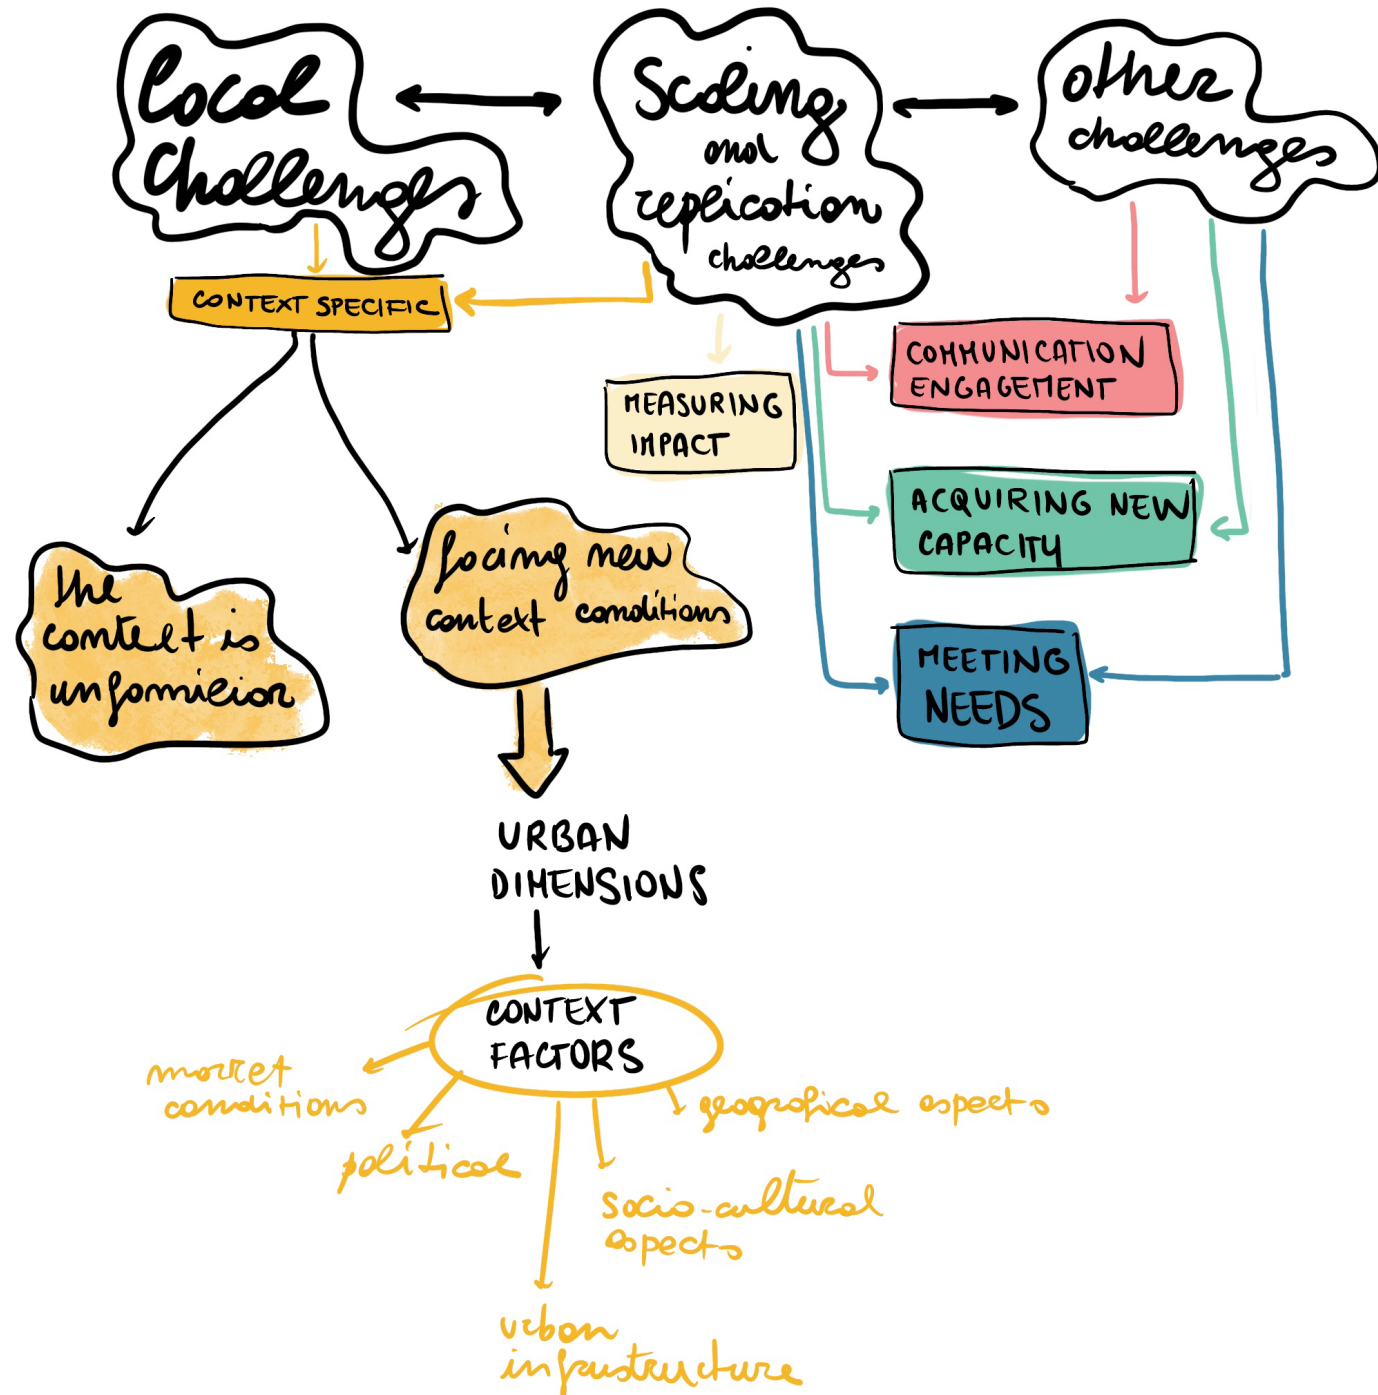 local
challenges
Scaling
and
replication
challenges
other
challenges
CONTEXT SPECIFIC
MEASURING
IMPACT
COMMUNICATION
ENGAGEMENT
ACQUIRING NEW
CAPACITY
MEETING
NEEDS
the
context is
unfamiliar
facing new
context conditions
URBAN
DIMENSIONS
CONTEXT
FACTORS
market
conditions
political
urban
infrustructure
socio-cultural
aspects
geografical aspects